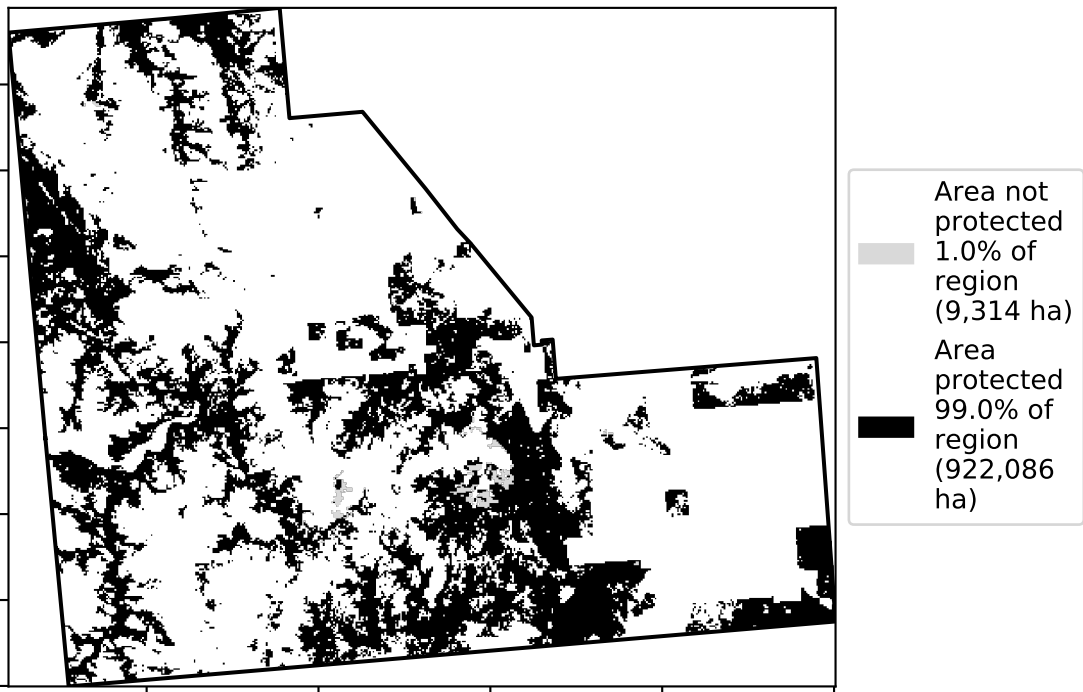 Area not
protected
1.0% of
region
(9,314 ha)
Area
protected
99.0% of
region
(922,086
ha)